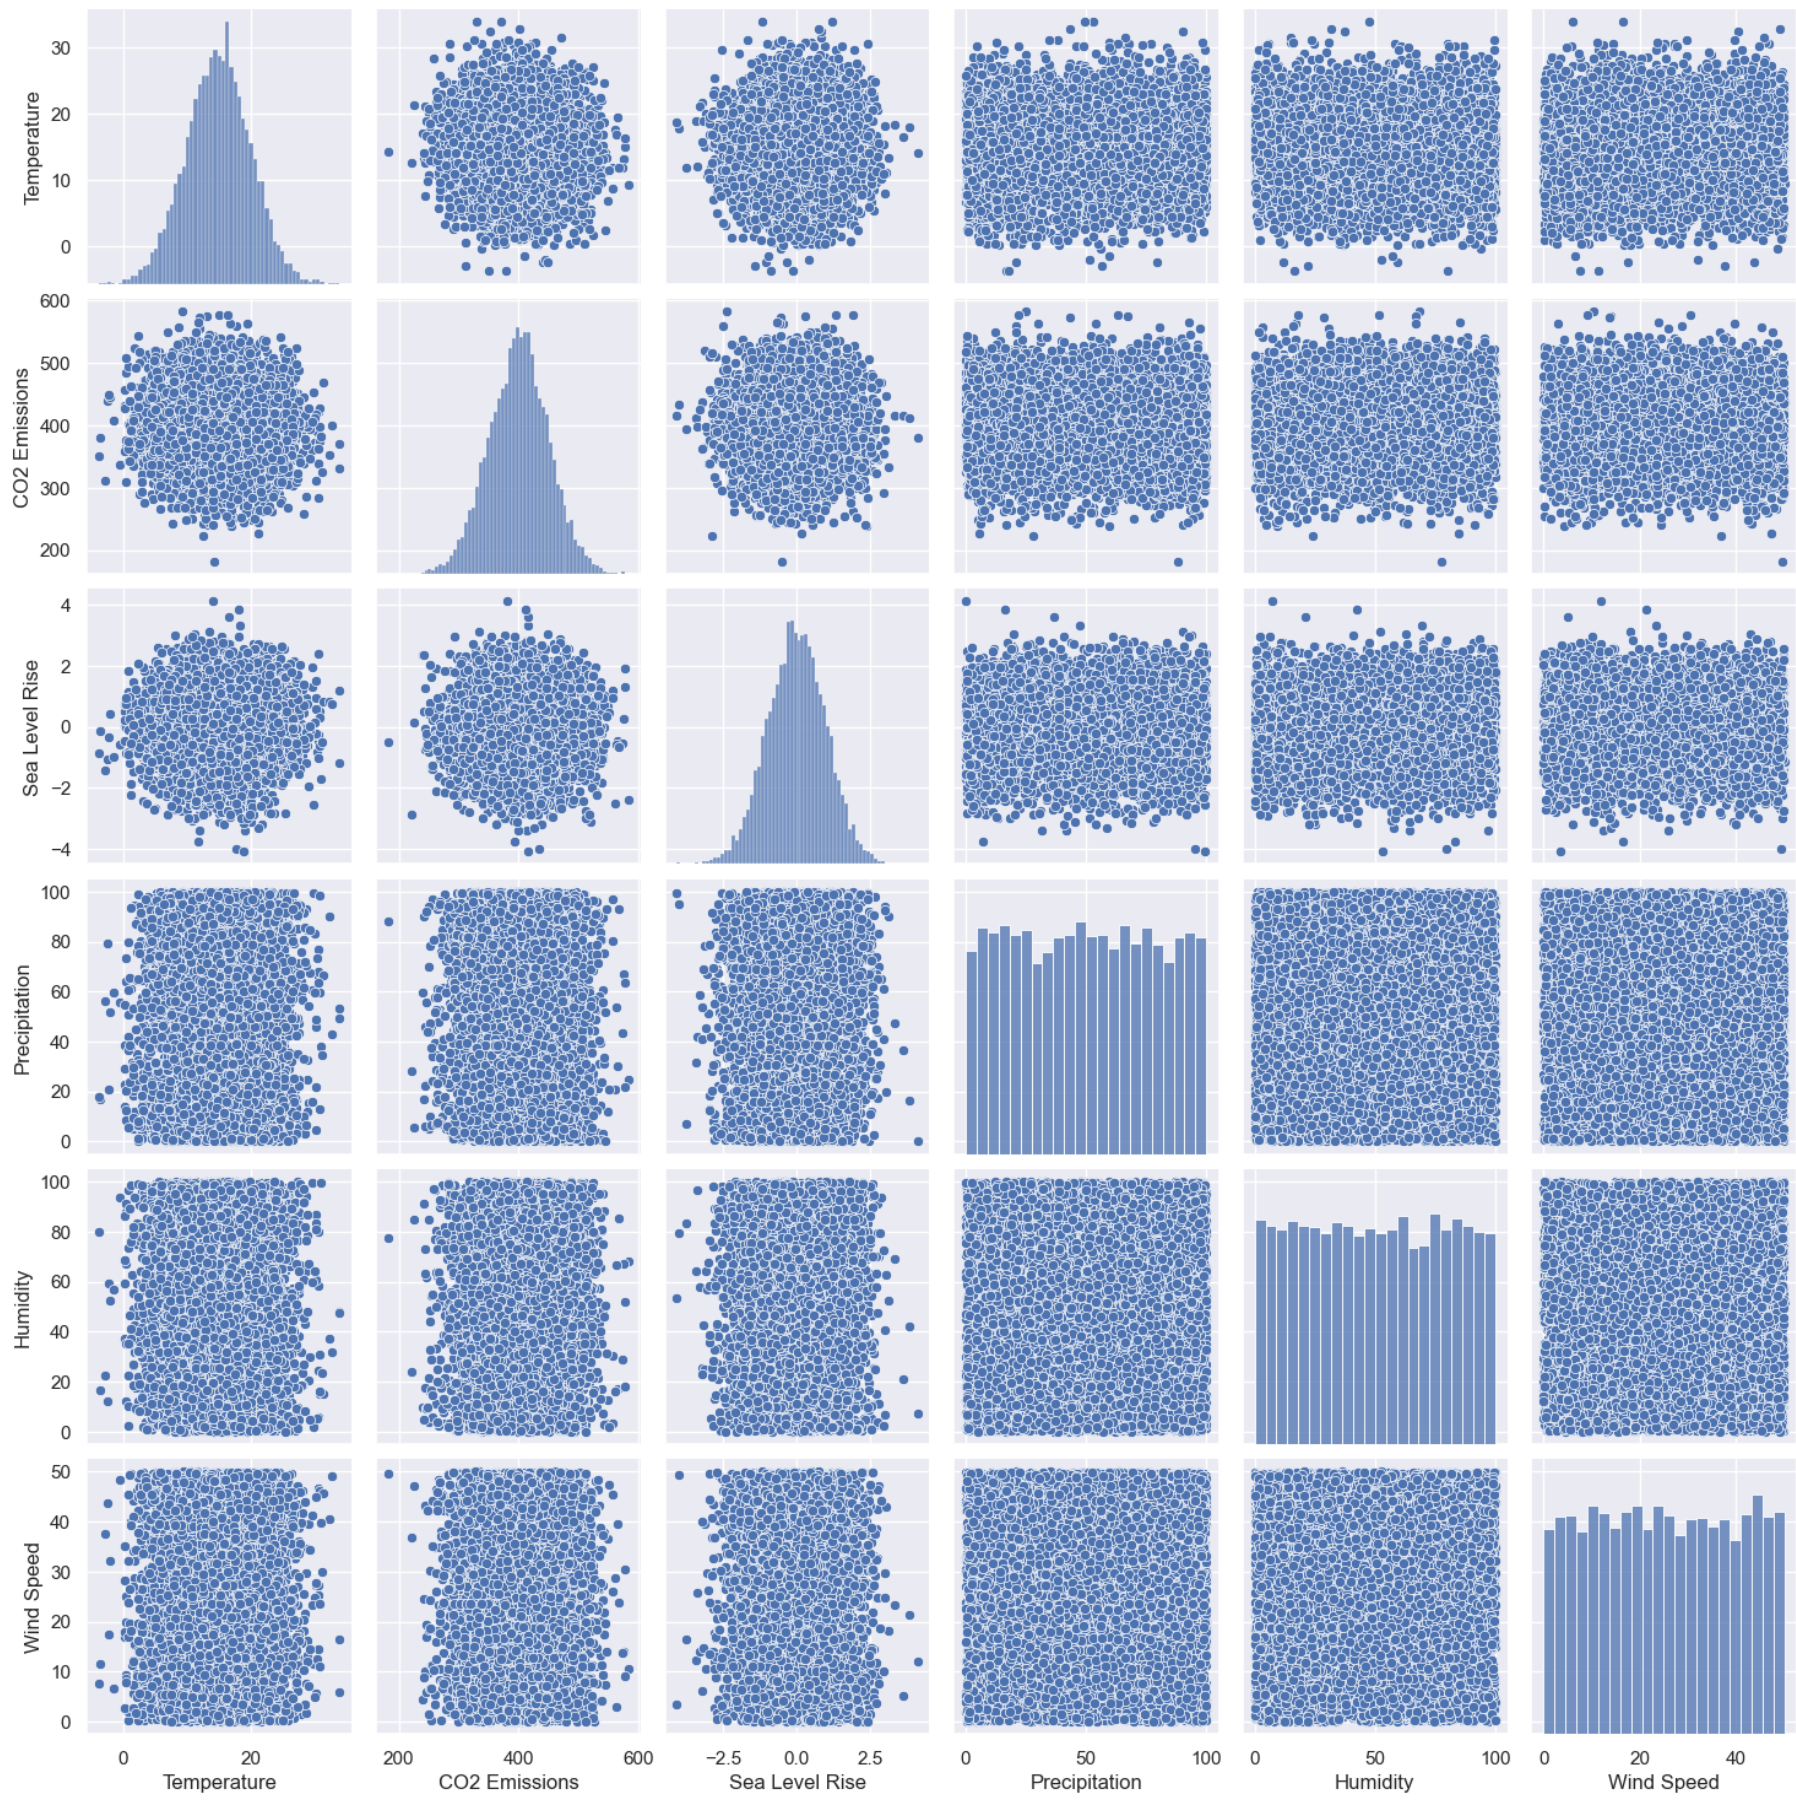 30
20
10
0
Temperature
600
500
400
300
200
CO2 Emissions
4
2
0
−2
−4
Sea Level Rise
100
80
60
40
20
0
Precipitation
100
80
60
40
20
0
Humidity
50
40
30
20
10
0
Wind Speed
0 20
200 400 600
−2.5 0.0 2.5
0 50 100
0 50 100
0 20 40
Temperature CO2 Emissions Sea Level Rise Precipitation Humidity Wind Speed